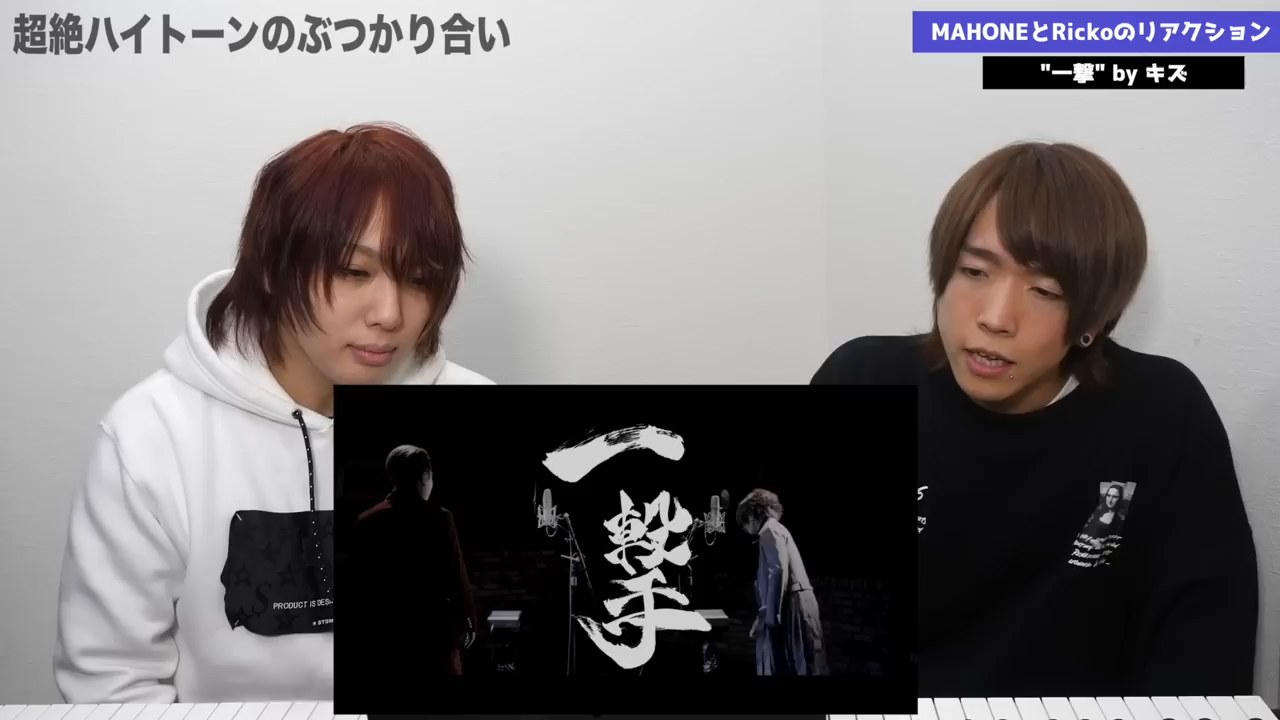 超絶ハイトーンのぶつかり合い
MAHONEとRickoのリアクション
"一撃" by キズ
一撃
PRODUCT IS DES